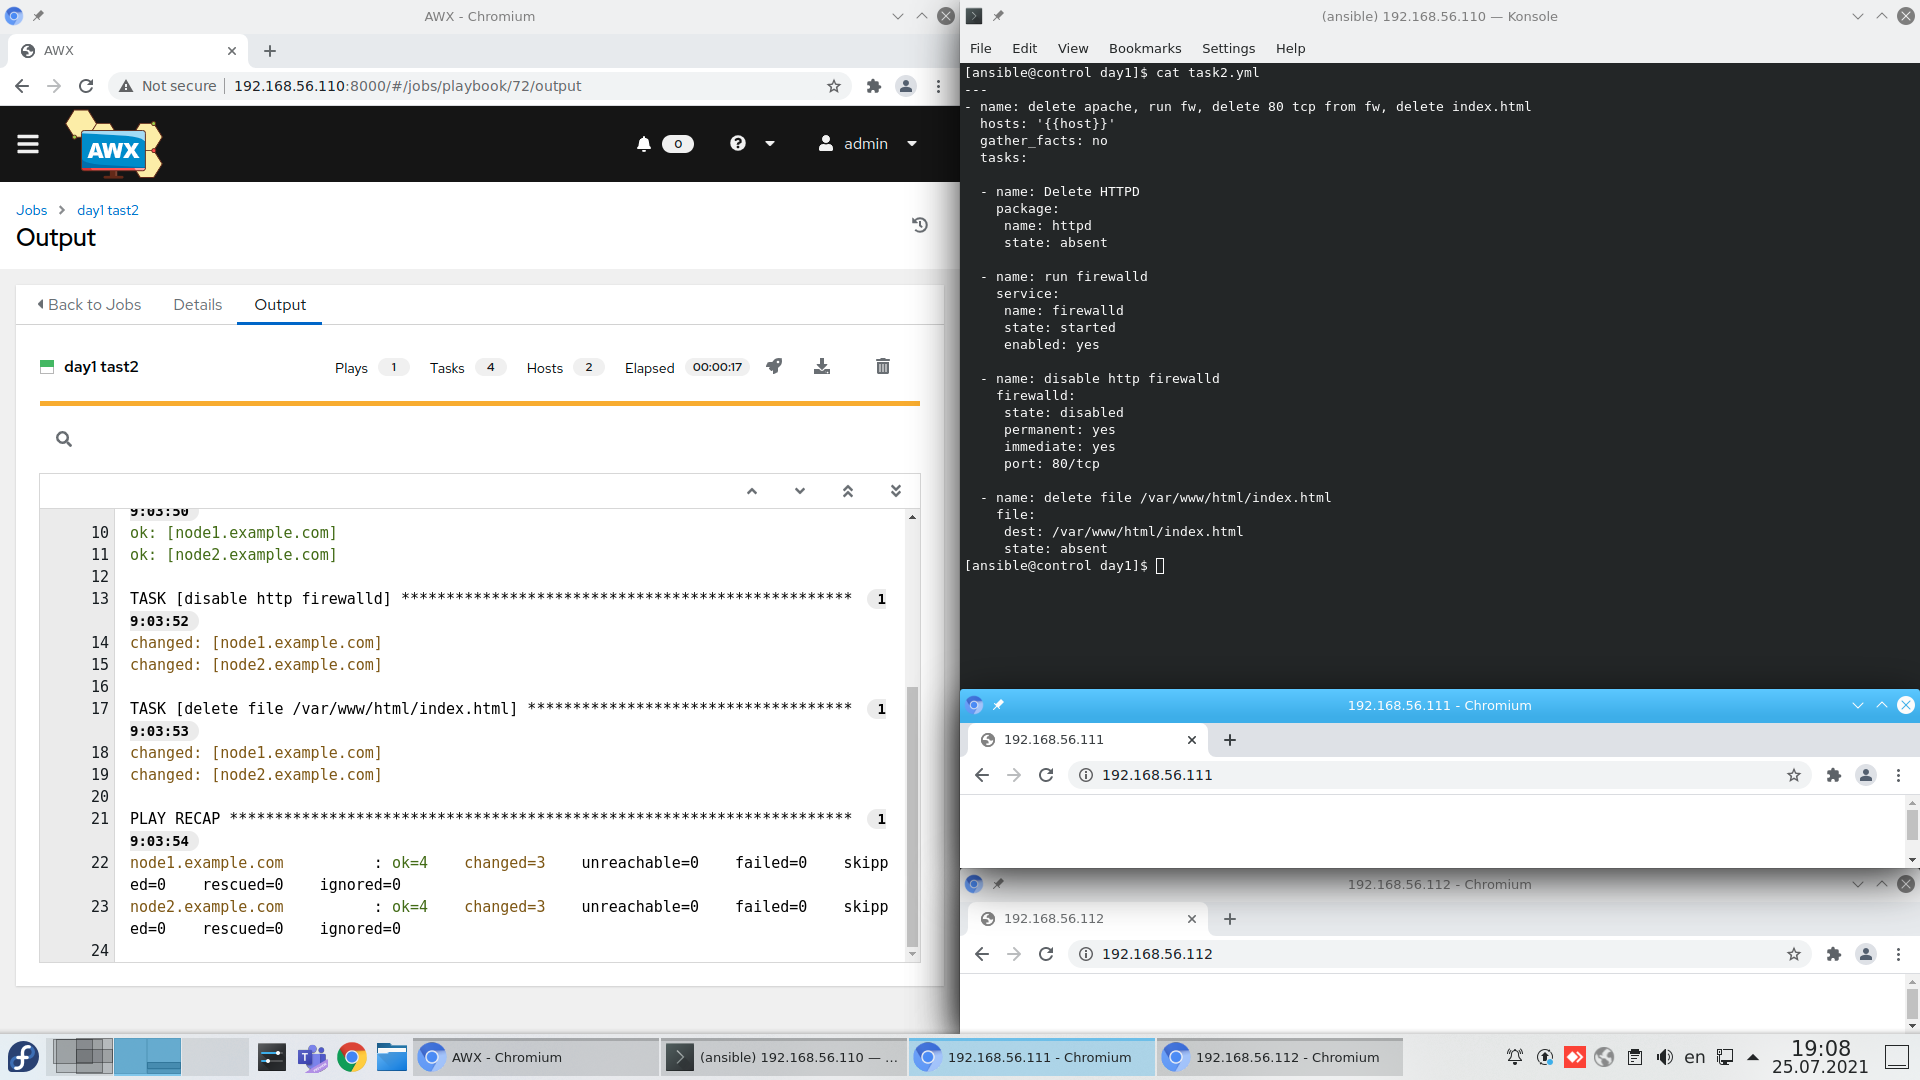 AWX - Chromium
AWX
Not secure | 192.168.56.110:8000/#/jobs/playbook/72/output
AWX
0
admin
Jobs
day1 tast2
Output
Back to Jobs
Details
Output
day1 tast2
Plays 1
Tasks 4
Hosts 2
Elapsed 00:00:17
9:03:50
10 ok: [node1.example.com]
11 ok: [node2.example.com]
12
13 TASK [disable http firewalld] ************************************************** 1
9:03:52
14 changed: [node1.example.com]
15 changed: [node2.example.com]
16
17 TASK [delete file /var/www/html/index.html] ************************************ 1
9:03:53
18 changed: [node1.example.com]
19 changed: [node2.example.com]
20
21 PLAY RECAP ********************************************************************* 1
9:03:54
22 node1.example.com          : ok=4    changed=3    unreachable=0    failed=0    skipp
ed=0    rescued=0    ignored=0
23 node2.example.com          : ok=4    changed=3    unreachable=0    failed=0    skipp
ed=0    rescued=0    ignored=0
24
(ansible) 192.168.56.110 — Konsole
File Edit View Bookmarks Settings Help
[ansible@control day1]$ cat task2.yml
---
- name: delete apache, run fw, delete 80 tcp from fw, delete index.html
  hosts: '{{host}}'
  gather_facts: no
  tasks:
  - name: Delete HTTPD
    package:
     name: httpd
     state: absent
  - name: run firewalld
    service:
     name: firewalld
     state: started
     enabled: yes
  - name: disable http firewalld
    firewalld:
     state: disabled
     permanent: yes
     immediate: yes
     port: 80/tcp
  - name: delete file /var/www/html/index.html
    file:
     dest: /var/www/html/index.html
     state: absent
[ansible@control day1]$
192.168.56.111 - Chromium
192.168.56.111
192.168.56.111
192.168.56.112 - Chromium
192.168.56.112
192.168.56.112
AWX - Chromium
(ansible) 192.168.56.110 — ...
192.168.56.111 - Chromium
192.168.56.112 - Chromium
en
19:08
25.07.2021